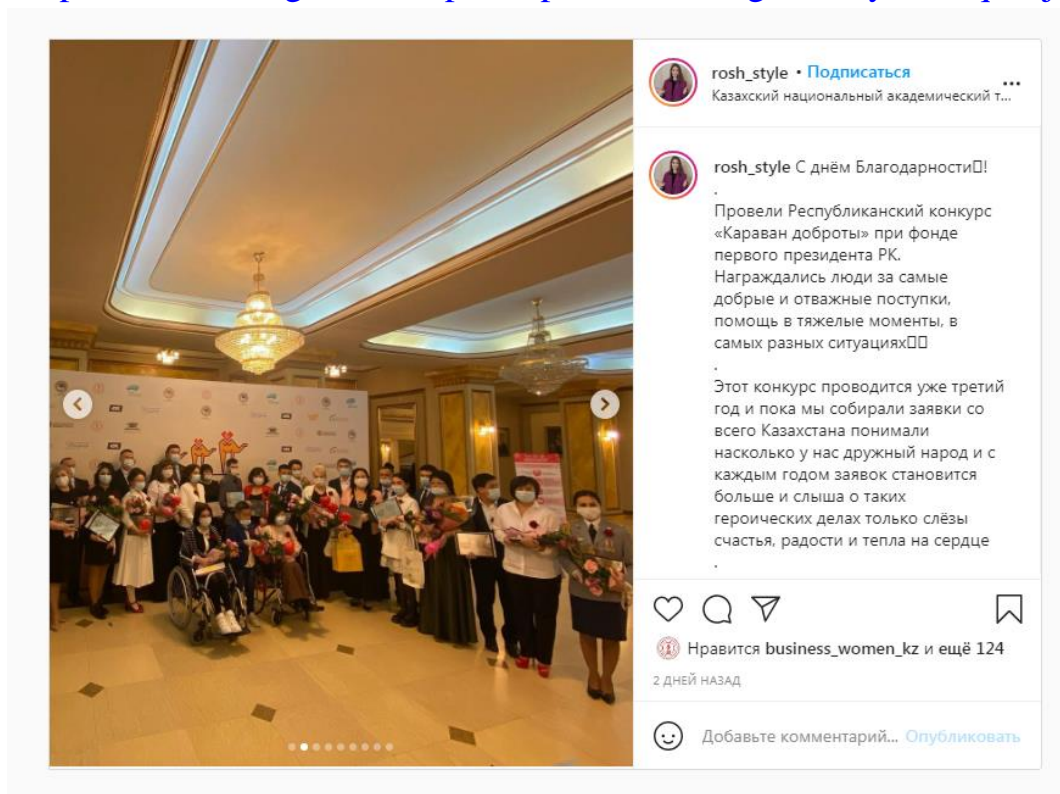 rosh_style • Подписаться
Казахский национальный академический т...
rosh_style С днём Благодарности!
.
Провели Республиканский конкурс
«Караван доброты» при фонде
первого президента РК.
Награждались люди за самые
добрые и отважные поступки,
помощь в тяжелые моменты, в
самых разных ситуациях
.
Этот конкурс проводится уже третий
год и пока мы собирали заявки со
всего Казахстана понимали
насколько у нас дружный народ и с
каждым годом заявок становится
больше и слыша о таких
героических делах только слёзы
счастья, радости и тепла на сердце
.
Нравится business_women_kz и ещё 124
2 ДНЕЙ НАЗАД
Добавьте комментарий... Опубликовать